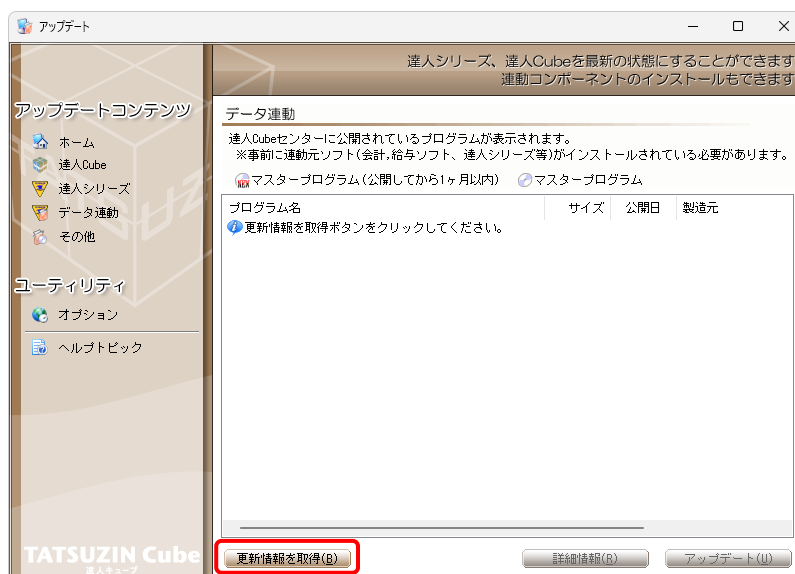 アップデート
達人シリーズ、達人Cubeを最新の状態にすることができます
連動コンポーネントのインストールもできます
アップデートコンテンツ
ホーム
達人Cube
達人シリーズ
データ連動
その他
ユーティリティ
オプション
ヘルプトピック
TATSUZIN Cube
達人キューブ
データ連動
達人Cubeセンターに公開されているプログラムが表示されます。
※事前に連動元ソフト(会計,給与ソフト、達人シリーズ等)がインストールされている必要があります。
NEW マスタープログラム(公開してから1ヶ月以内) マスタープログラム
プログラム名 サイズ 公開日 製造元
更新情報を取得ボタンをクリックしてください。
更新情報を取得(B) 詳細情報(R) アップデート(U)